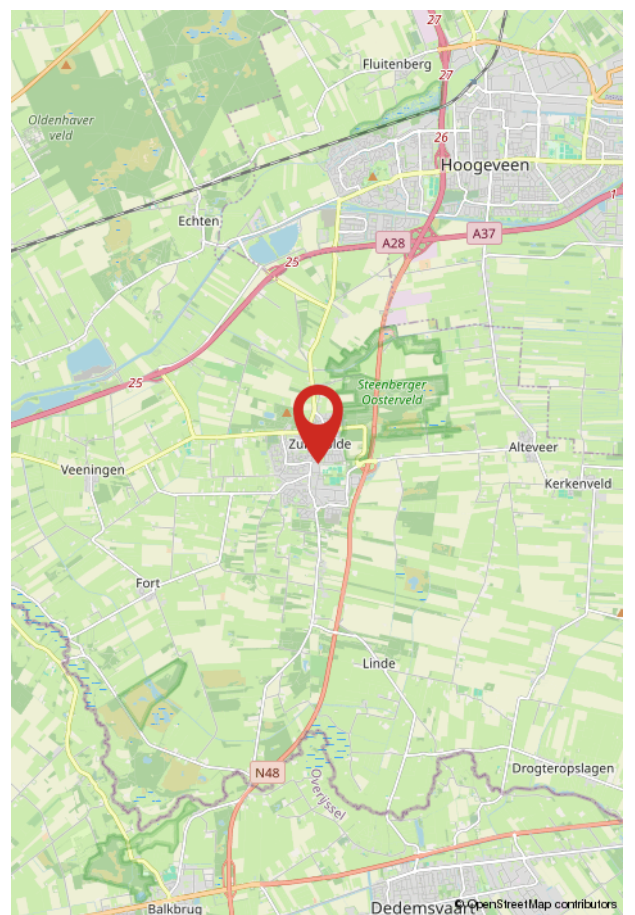 27
27
Fluitenberg
Oldenhaver
veld
26
Hoogeveen
1
Echten
A28
A37
25
25
Steenberger
Oosterveld
Alteveer
Veeningen
Kerkenveld
Fort
Linde
N48
Drogteropslagen
Overijssel
Balkbrug
Dedemsvaart
© OpenStreetMap contributors